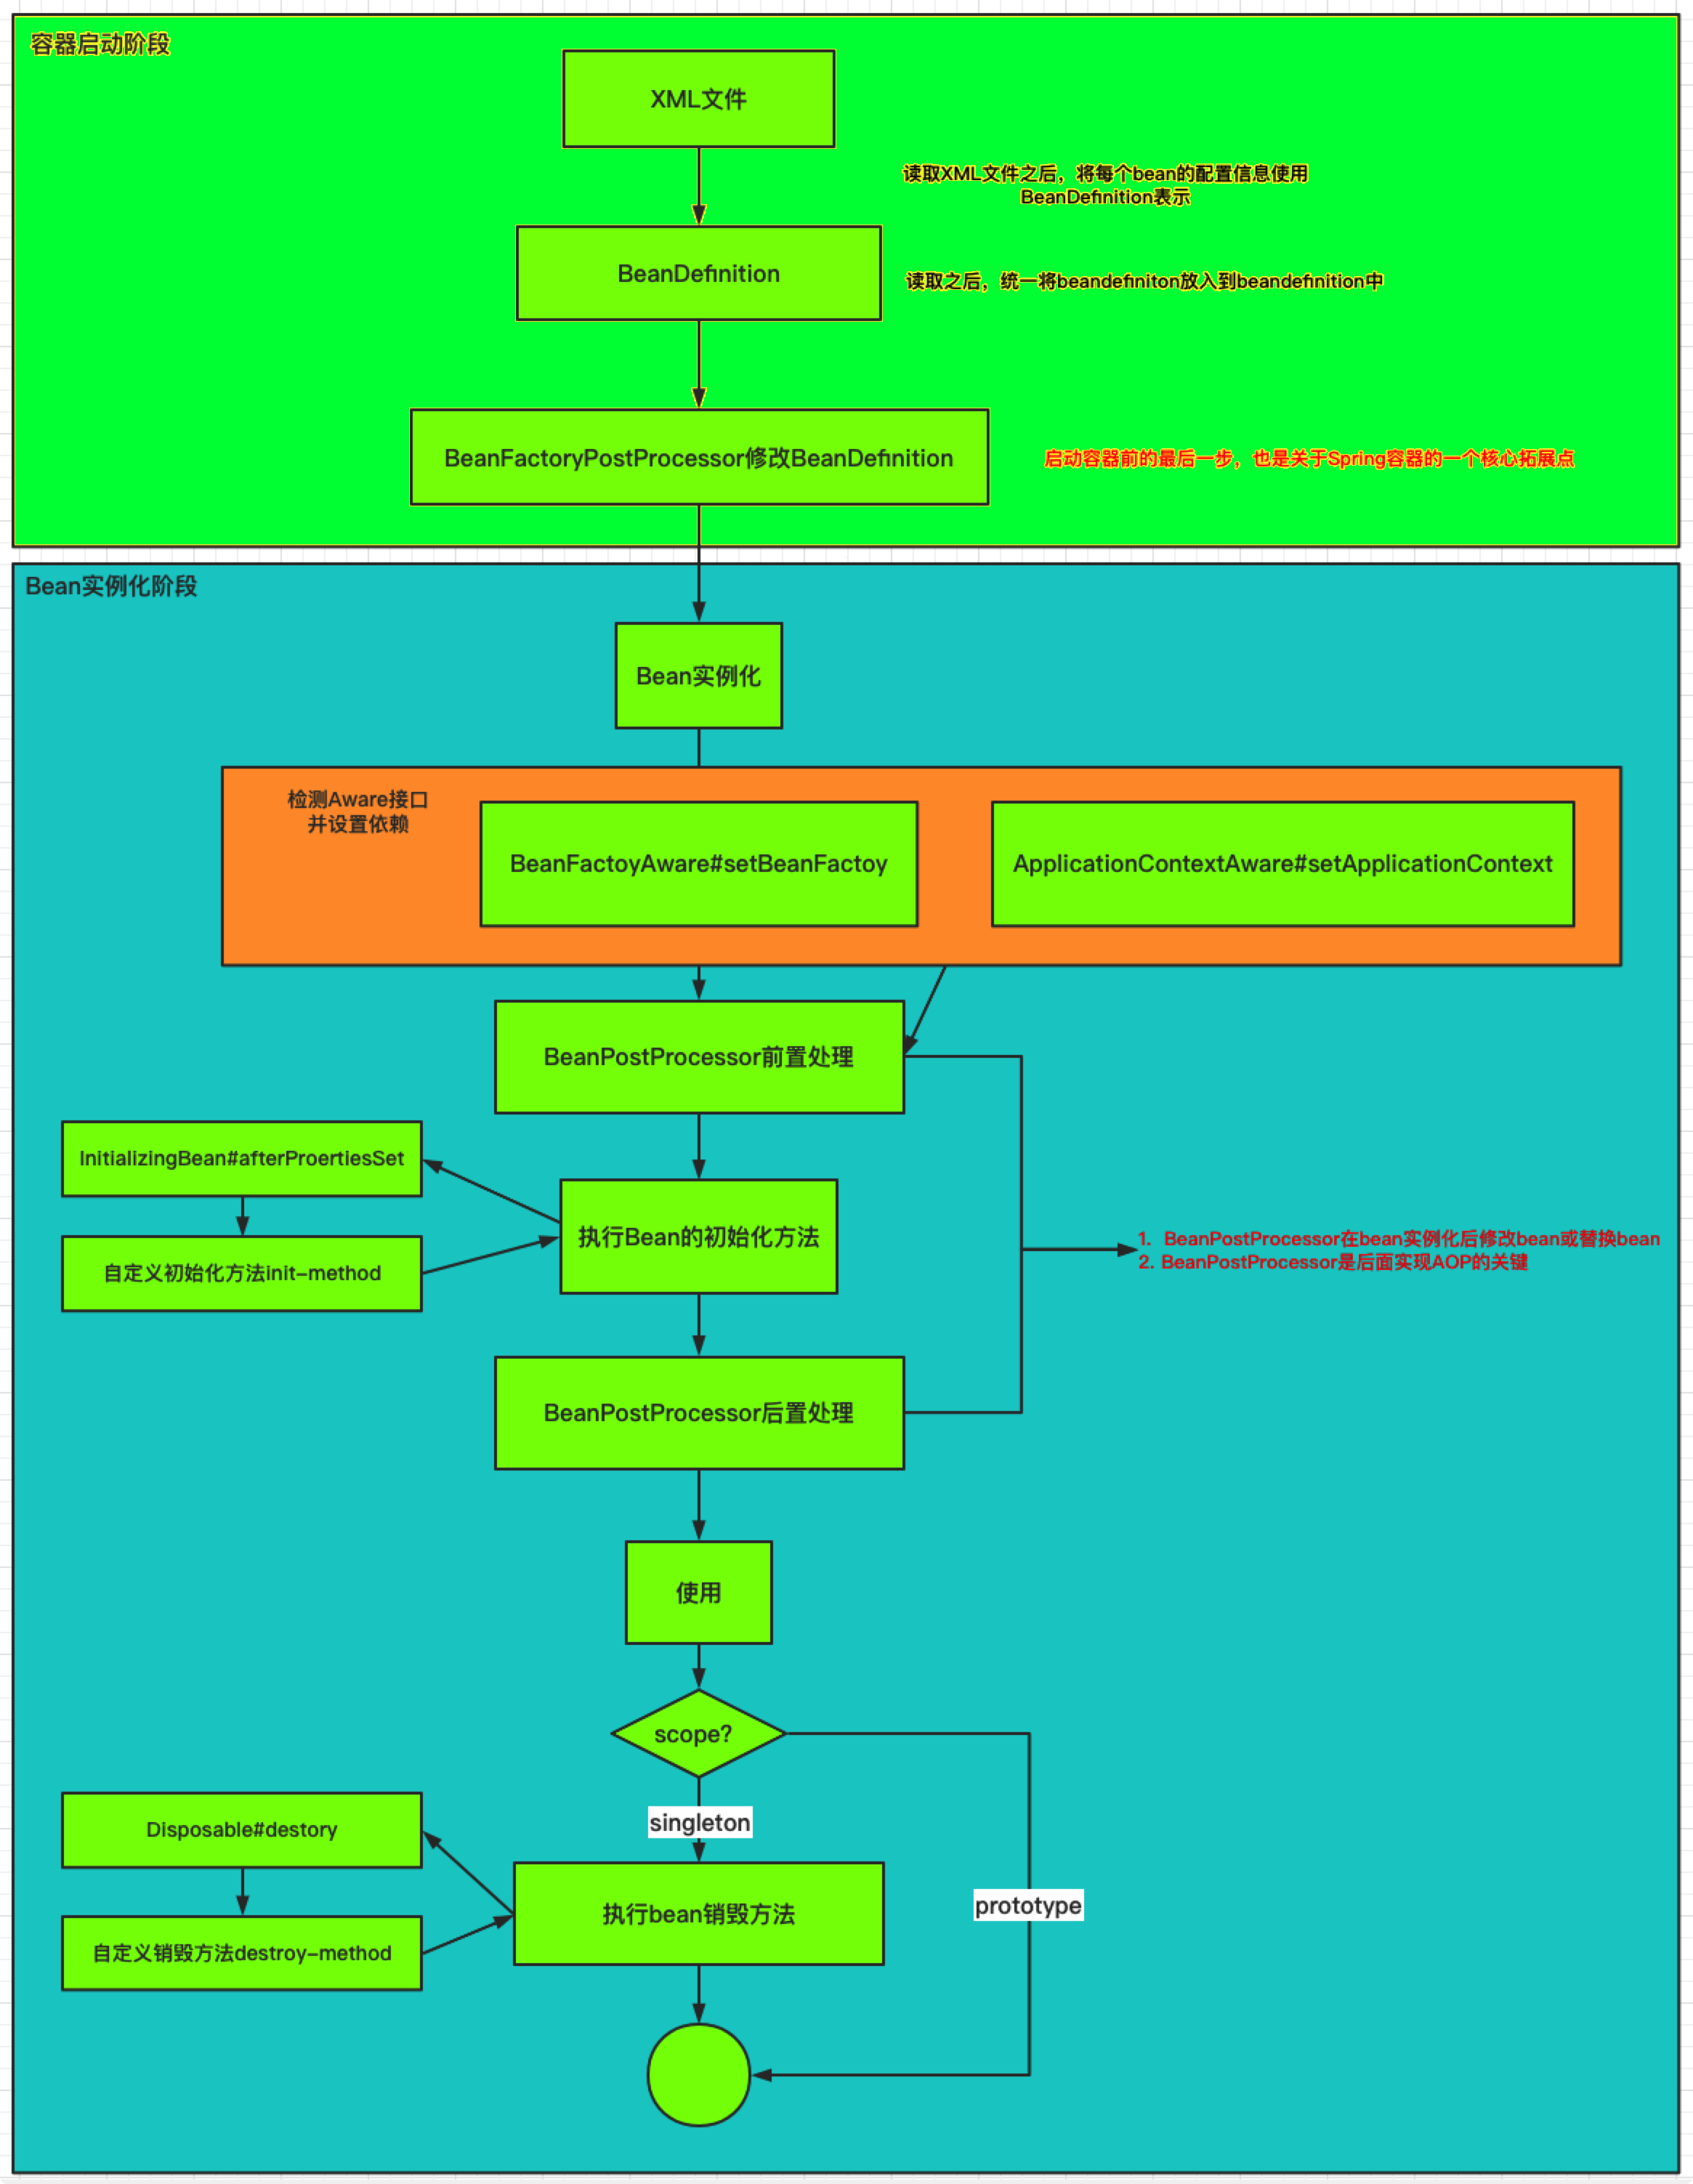 容器启动阶段
XML文件
读取XML文件之后，将每个bean的配置信息使用
BeanDefinition表示
BeanDefinition
读取之后，统一将beandefiniton放入到beandefinition中
BeanFactoryPostProcessor修改BeanDefinition
启动容器前的最后一步，也是关于Spring容器的一个核心拓展点
Bean实例化阶段
Bean实例化
检测Aware接口
并设置依赖
BeanFactoyAware#setBeanFactoy
ApplicationContextAware#setApplicationContext
BeanPostProcessor前置处理
InitializingBean#afterProertiesSet
执行Bean的初始化方法
自定义初始化方法init-method
1. BeanPostProcessor在bean实例化后修改bean或替换bean
2. BeanPostProcessor是后面实现AOP的关键
BeanPostProcessor后置处理
使用
scope?
singleton
Disposable#destory
prototype
执行bean销毁方法
自定义销毁方法destroy-method